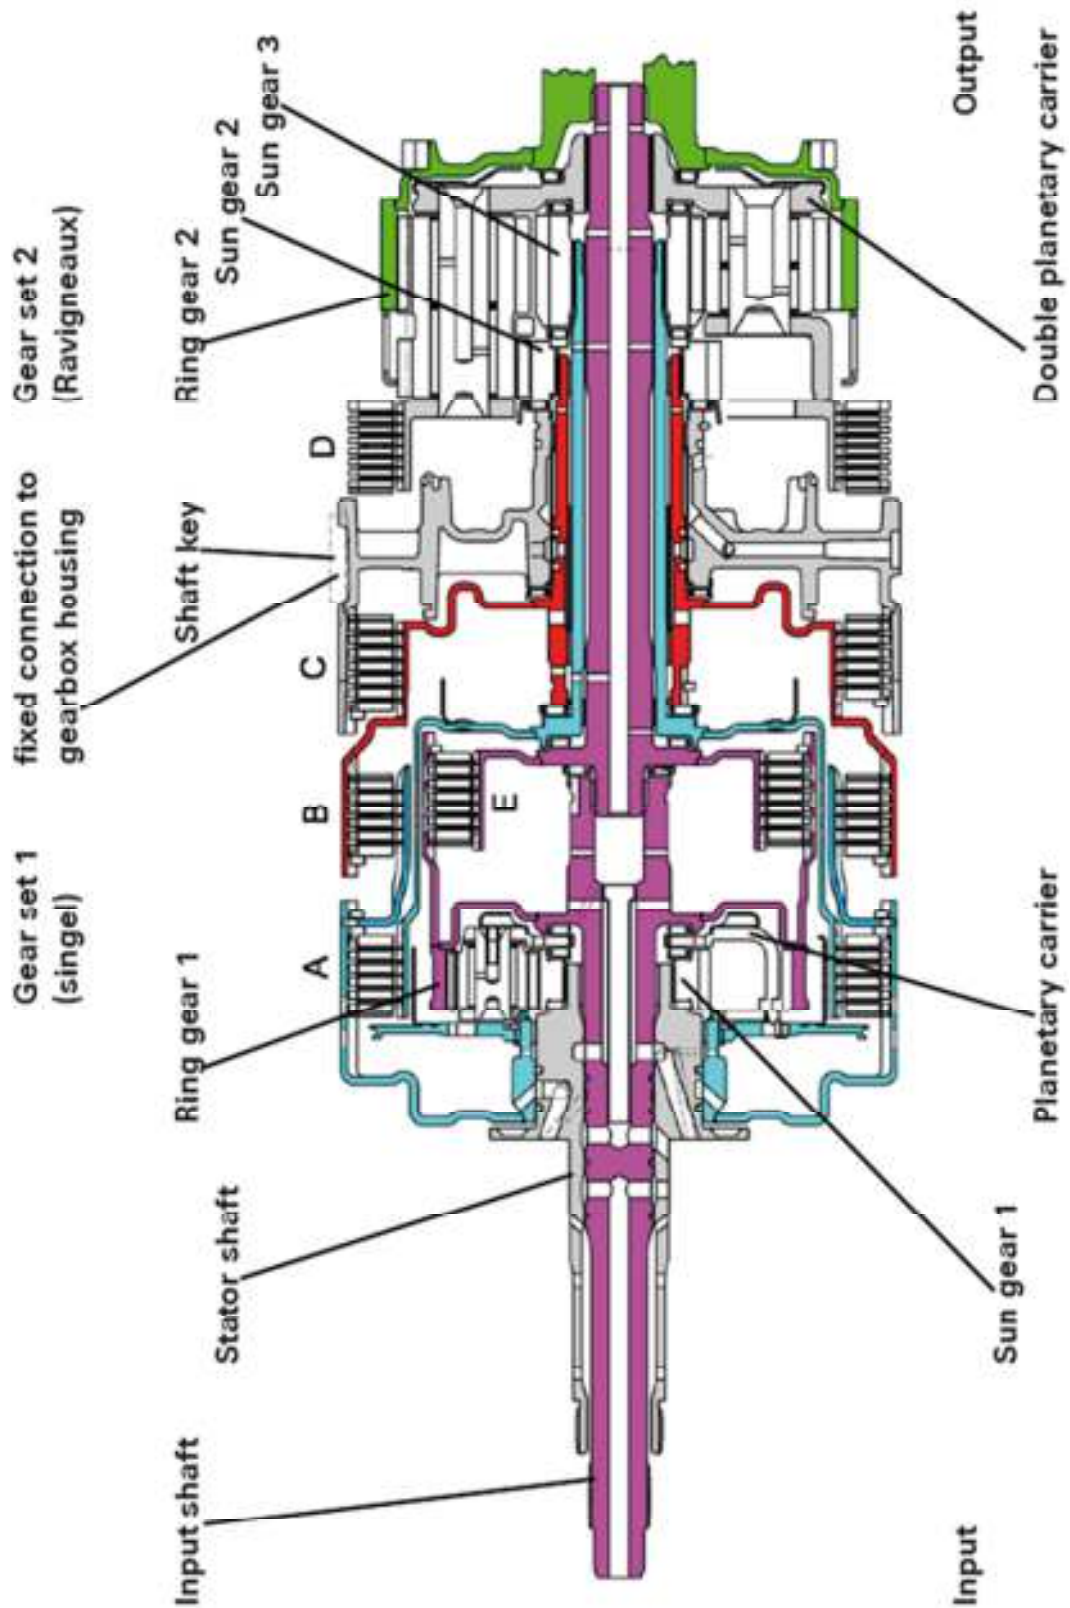 Gear set 1
(singel)
fixed connection to
gearbox housing
Gear set 2
(Ravigneaux)
Input shaft
Stator shaft
Ring gear 1
Shaft key
Ring gear 2
Sun gear 2
Sun gear 3
A
B
C
D
E
Input
Sun gear 1
Planetary carrier
Double planetary carrier
Output